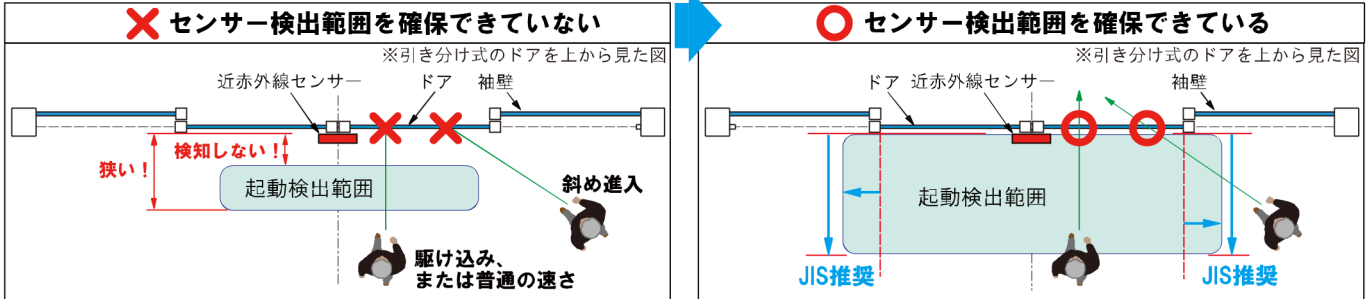 センサー検出範囲を確保できていない
※引き分け式のドアを上から見た図
近赤外線センサー
ドア
袖壁
検知しない！
狭い！
起動検出範囲
斜め進入
駆け込み、
または普通の速さ
センサー検出範囲を確保できている
※引き分け式のドアを上から見た図
ドア
近赤外線センサー
袖壁
起動検出範囲
JIS推奨
JIS推奨